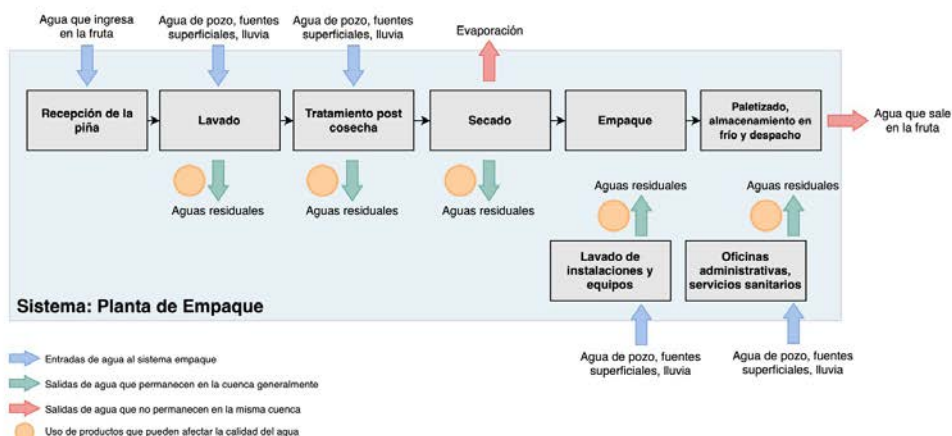 Agua que ingresa
en la fruta
Agua de pozo, fuentes
superficiales, lluvia
Agua de pozo, fuentes
superficiales, lluvia
Evaporación
Recepción de la
piña
Lavado
Tratamiento post
cosecha
Secado
Empaque
Paletizado,
almacenamiento en
frío y despacho
Agua que sale
en la fruta
Aguas residuales
Aguas residuales
Aguas residuales
Aguas residuales
Aguas residuales
Lavado de
instalaciones y
equipos
Oficinas
administrativas,
servicios sanitarios
Sistema: Planta de Empaque
Agua de pozo, fuentes
superficiales, lluvia
Agua de pozo, fuentes
superficiales, lluvia
Entradas de agua al sistema empaque
Salidas de agua que permanecen en la cuenca generalmente
Salidas de agua que no permanecen en la misma cuenca
Uso de productos que pueden afectar la calidad del agua